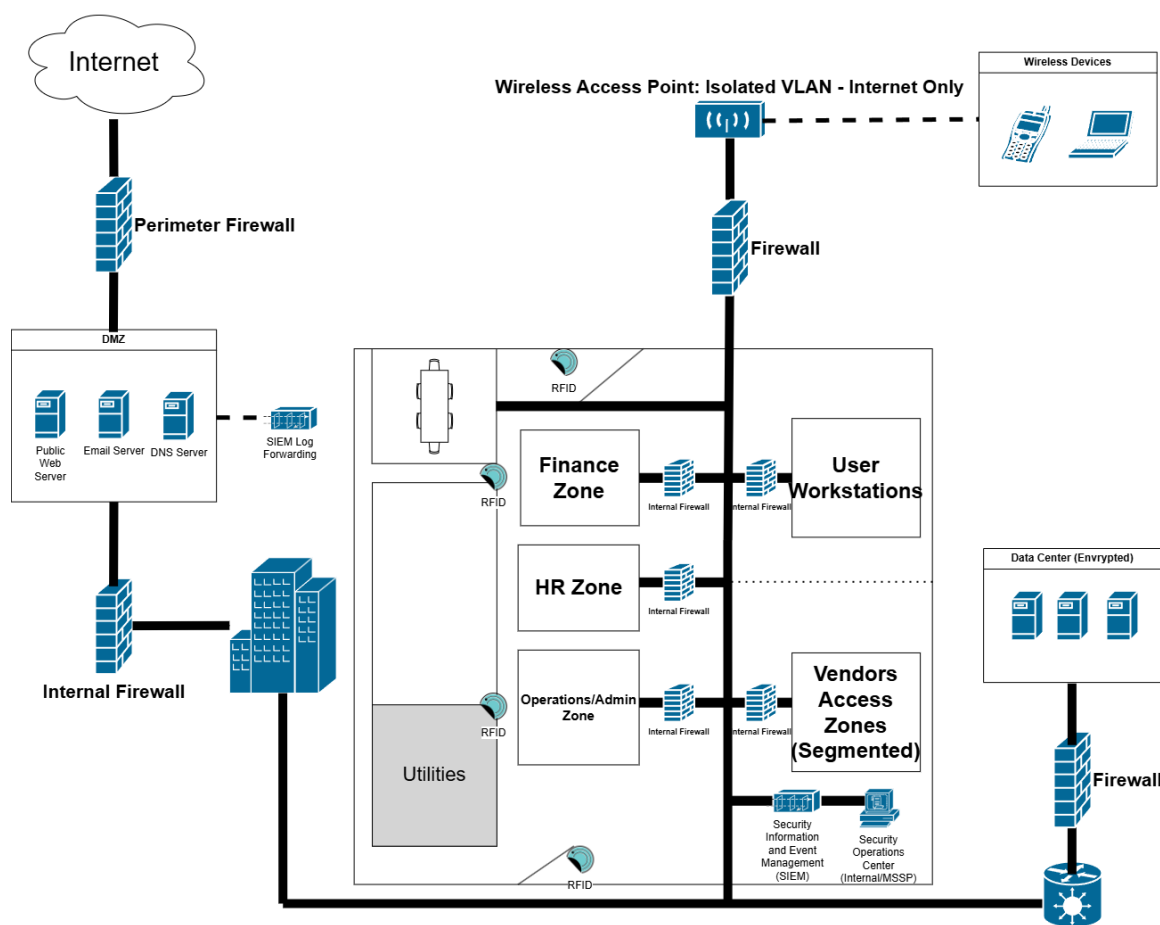 Internet
Perimeter Firewall
DMZ
Public
Web
Server
Email Server
DNS Server
SIEM Log
Forwarding
Internal Firewall
Wireless Access Point: Isolated VLAN - Internet Only
Wireless Devices
Firewall
RFID
RFID
Finance
Zone
Internal Firewall
Internal Firewall
User
Workstations
HR Zone
Internal Firewall
Operations/Admin
Zone
Internal Firewall
Internal Firewall
Vendors
Access
Zones
(Segmented)
RFID
Utilities
Security
Information
and Event
Management
(SIEM)
Security
Operations
Center
(Internal/MSSP)
RFID
Data Center (Envrypted)
Firewall